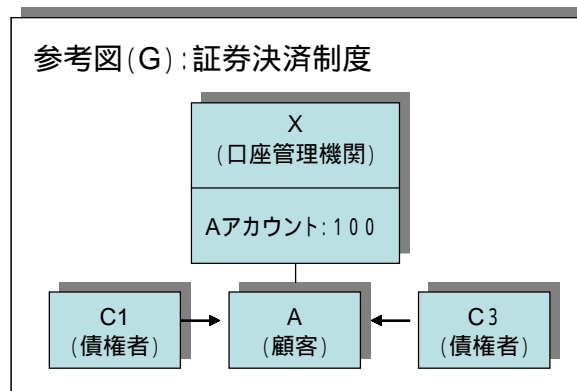 参考図(G):証券決済制度
X
(口座管理機関)
Aアカウント:100
C1
(債権者)
A
(顧客)
C3
(債権者)